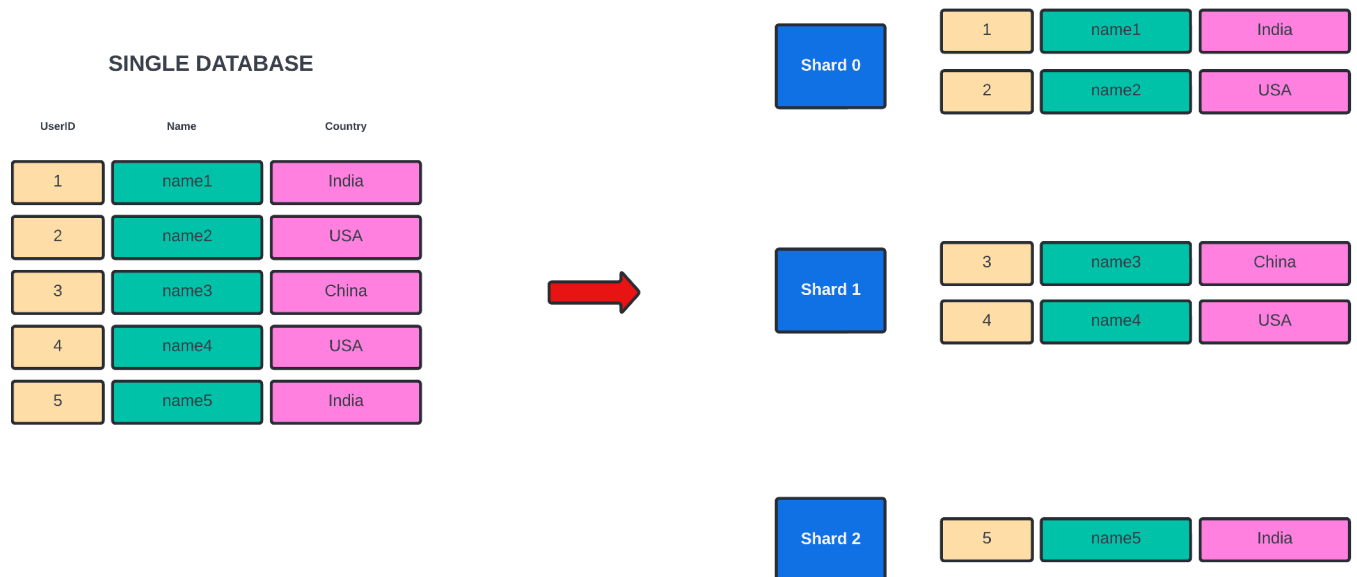 SINGLE DATABASE
UserID Name Country
1 name1 India
2 name2 USA
3 name3 China
4 name4 USA
5 name5 India
Shard 0
1 name1 India
2 name2 USA
Shard 1
3 name3 China
4 name4 USA
Shard 2
5 name5 India